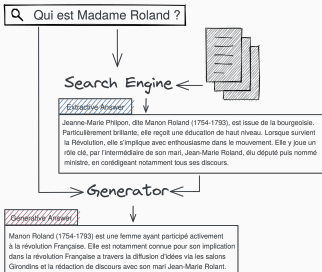 Qui est Madame Roland ?
Search Engine
Extractive Answer
Jeanne-Marie Phlipon, dite Manon Roland (1754-1793), est issue de la bourgeoisie.
Particulièrement brillante, elle reçoit une éducation de haut niveau. Lorsque survient
la Révolution, elle s'implique avec enthousiasme dans le mouvement. Elle y joue un
rôle clé, par l'intermédiaire de son mari, Jean-Marie Roland, élu député puis nommé
ministre, en corédigeant notamment tous ses discours.
Generator
Generative Answer
Manon Roland (1754-1793) est une femme ayant participé activement
à la révolution Française. Elle est notamment connue pour son implication
dans la révolution Française a travers la diffusion d'idées via les salons
Girondins et la rédaction de discours avec son mari Jean-Marie Rolant.